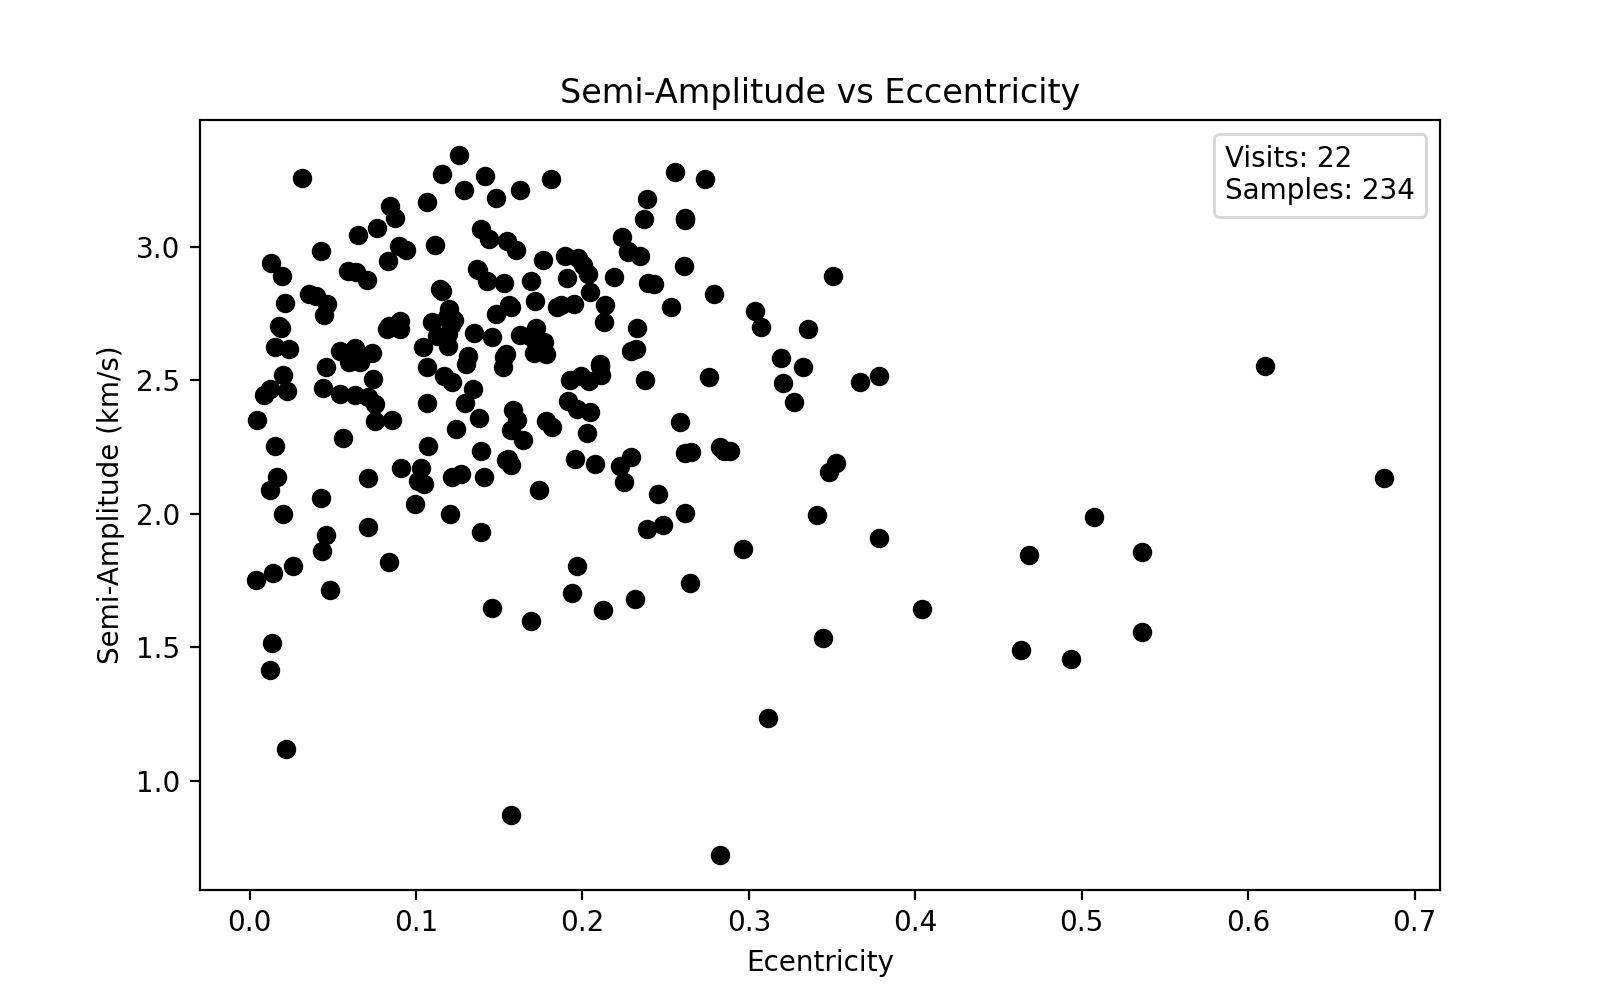 Semi-Amplitude vs Eccentricity
Visits: 22
Samples: 234
Semi-Amplitude (km/s)
3.0
2.5
2.0
1.5
1.0
0.0 0.1 0.2 0.3 0.4 0.5 0.6 0.7
Ecentricity